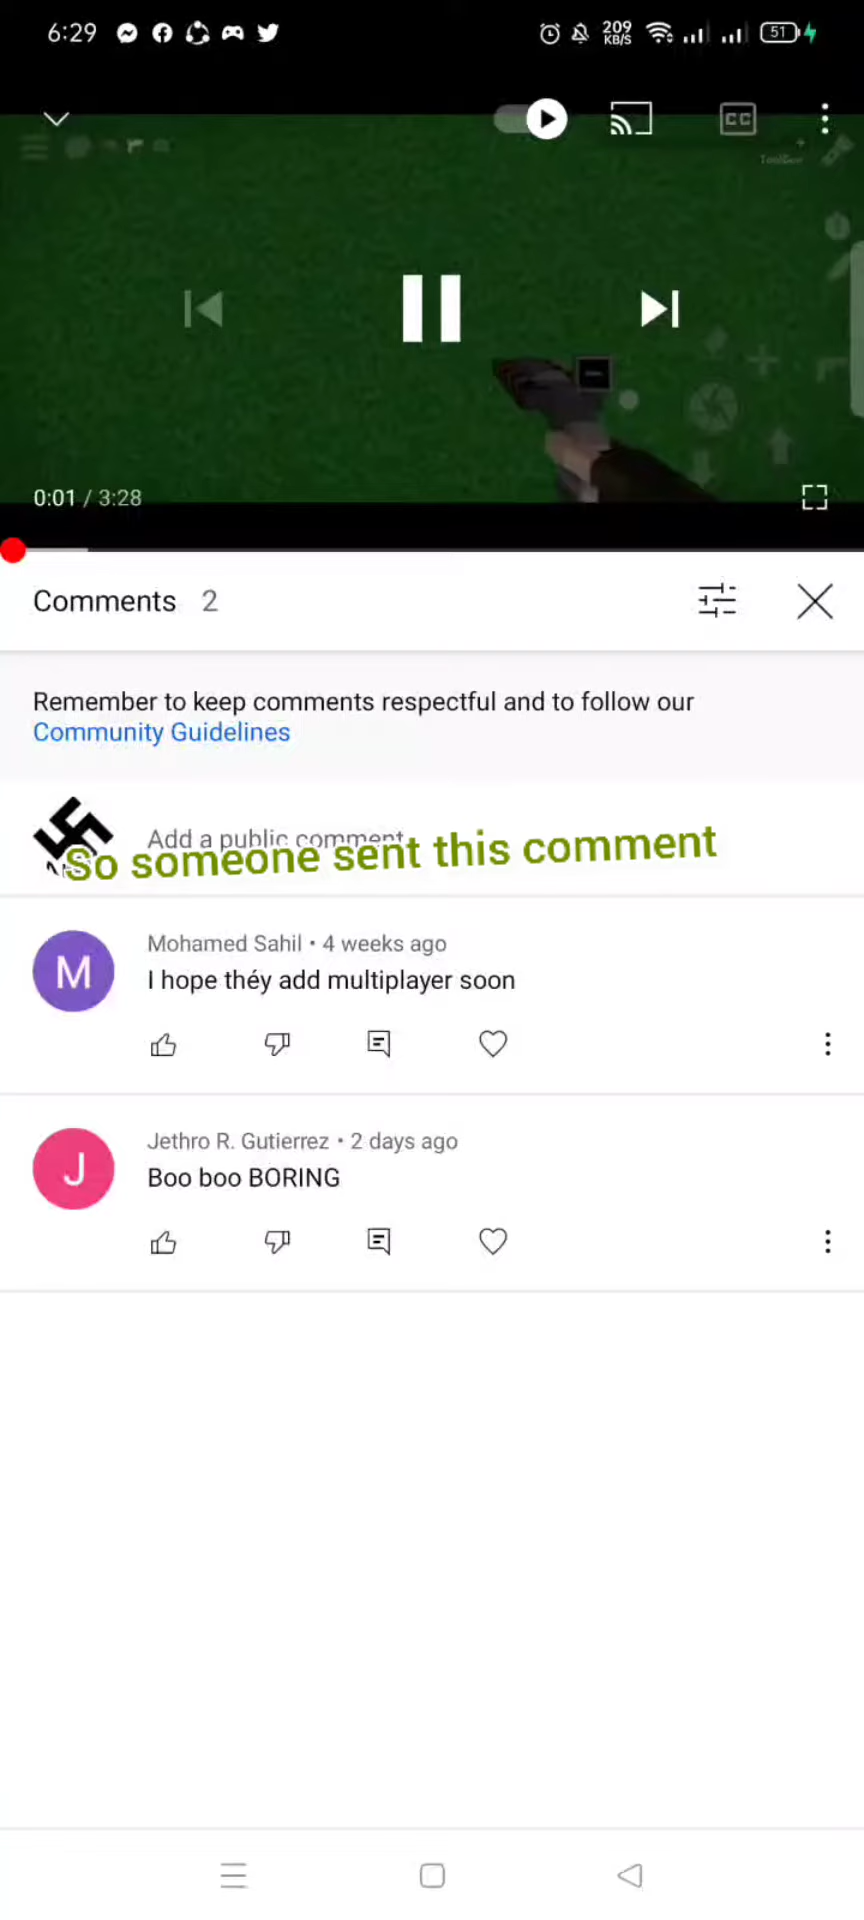 6:29
209
KB/S
51
CC
0:01 / 3:28
Comments 2
Remember to keep comments respectful and to follow our
Community Guidelines
Add a public comment...
So someone sent this comment
Mohamed Sahil • 4 weeks ago
I hope théy add multiplayer soon
Jethro R. Gutierrez • 2 days ago
Boo boo BORING
M
J